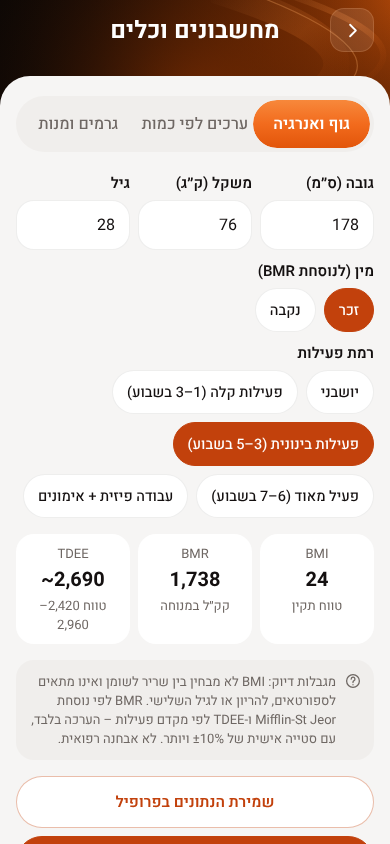 מחשבונים וכלים
גוף ואנרגיה
ערכים לפי כמות
גרמים ומנות
גובה (ס״מ)
משקל (ק״ג)
גיל
178
76
28
מין (לנוסחת BMR)
זכר
נקבה
רמת פעילות
יושבני
פעילות קלה (1–3 בשבוע)
פעילות בינונית (3–5 בשבוע)
פעיל מאוד (6–7 בשבוע)
עבודה פיזית + אימונים
BMI
24
טווח תקין
BMR
1,738
קק״ל במנוחה
TDEE
~2,690
טווח 2,420–
2,960
מגבלות דיוק: BMI לא מבחין בין שריר לשומן ואינו מתאים
לספורטאים, להריון או לגיל השלישי. BMR לפי נוסחת
Mifflin-St Jeor ו-TDEE לפי מקדם פעילות – הערכה בלבד,
עם סטייה אישית של ±10% ויותר. לא אבחנה רפואית.
שמירת הנתונים בפרופיל